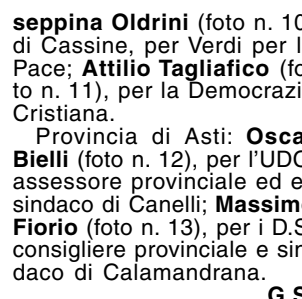 seppina Oldrini (foto n. 10
di Cassine, per Verdi per l
Pace; Attilio Tagliafico (fo
to n. 11), per la Democrazi
Cristiana.
Provincia di Asti: Osca
Bielli (foto n. 12), per l'UDC
assessore provinciale ed e
sindaco di Canelli; Massimo
Fiorio (foto n. 13), per i D.S
consigliere provinciale e sin
daco di Calamandrana.
G.S